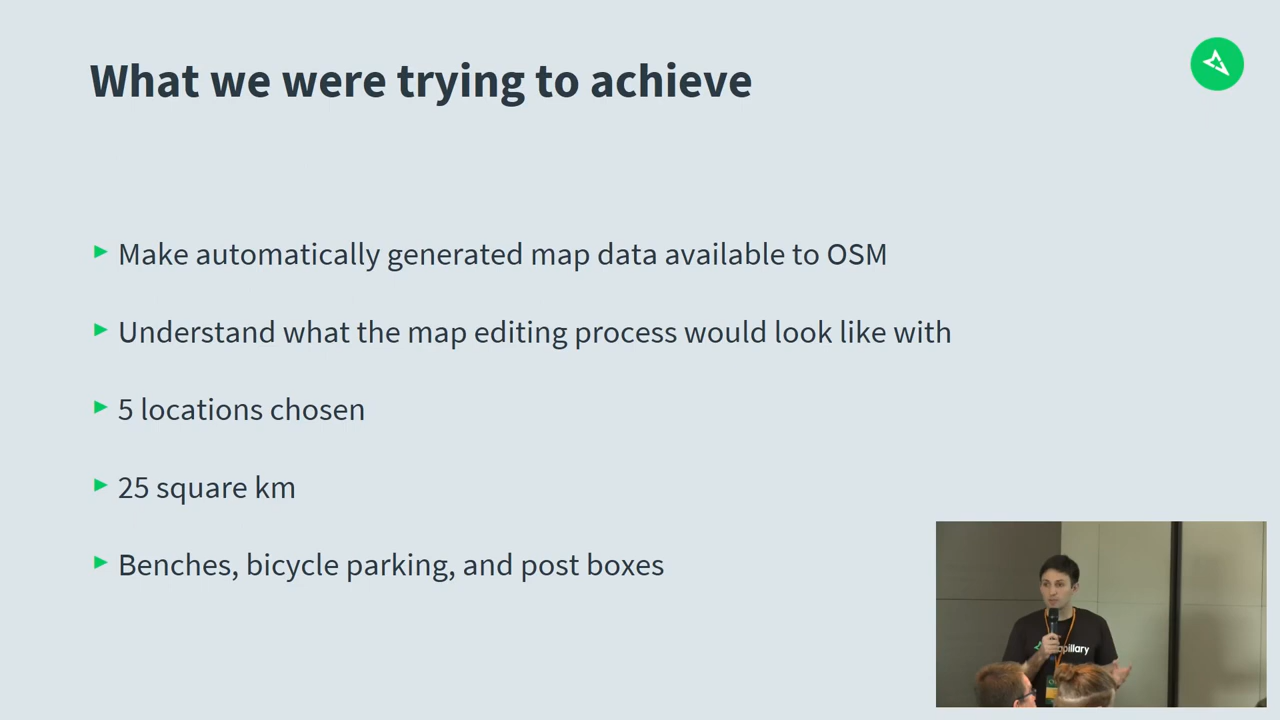 What we were trying to achieve
Make automatically generated map data available to OSM
Understand what the map editing process would look like with
5 locations chosen
25 square km
Benches, bicycle parking, and post boxes